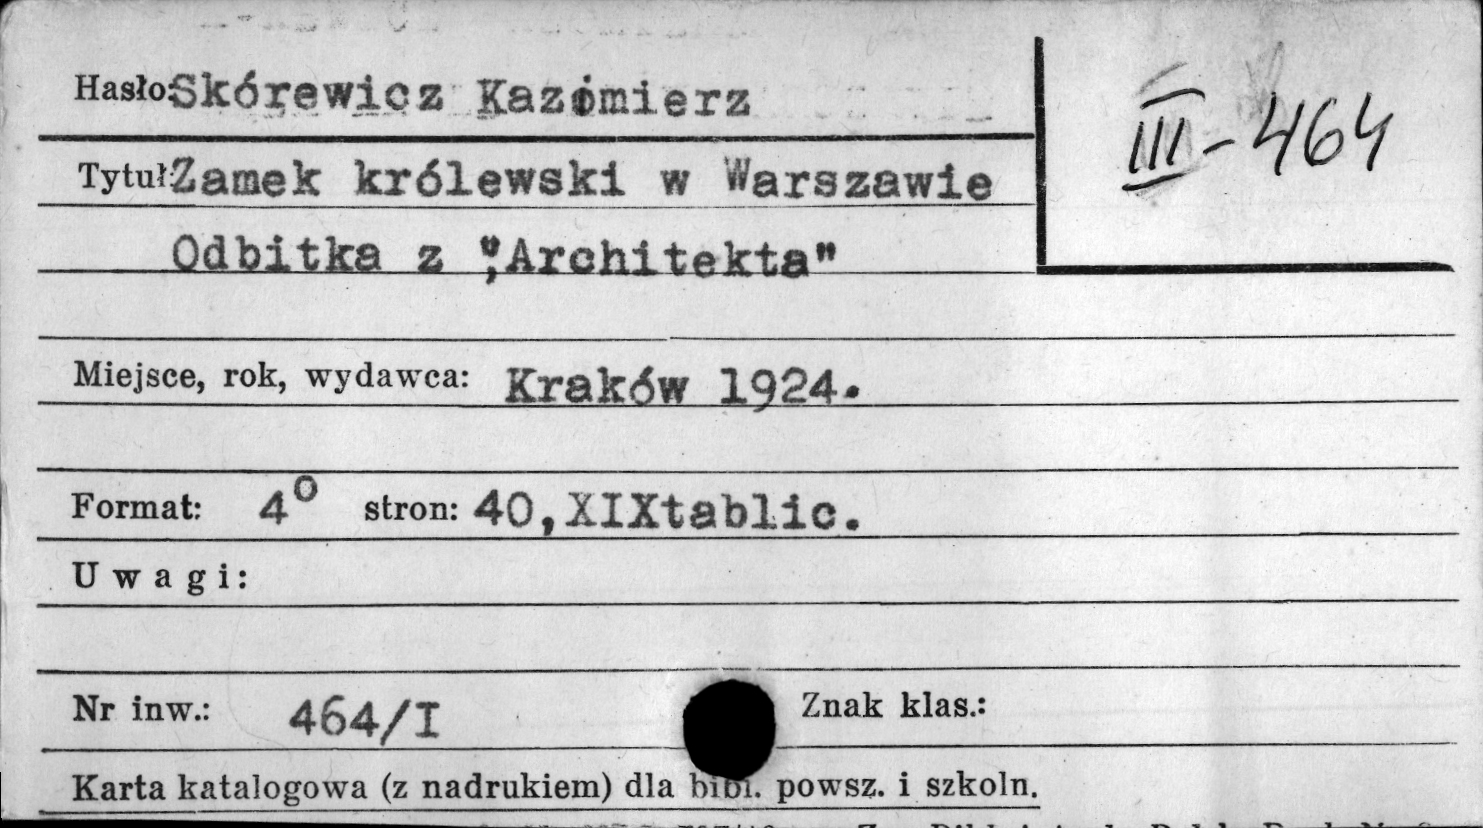 Hasło: Skórewicz Kazimierz
III-464
Tytuł: Zamek królewski w Warszawie
Odbitka z „Architekta"
Miejsce, rok, wydawca: Kraków 1924.
Format: 4° stron: 40,XIXtablic.
Uwagi:
Nr inw.: 464/I Znak klas.:
Karta katalogowa (z nadrukiem) dla bibl. powsz. i szkoln.